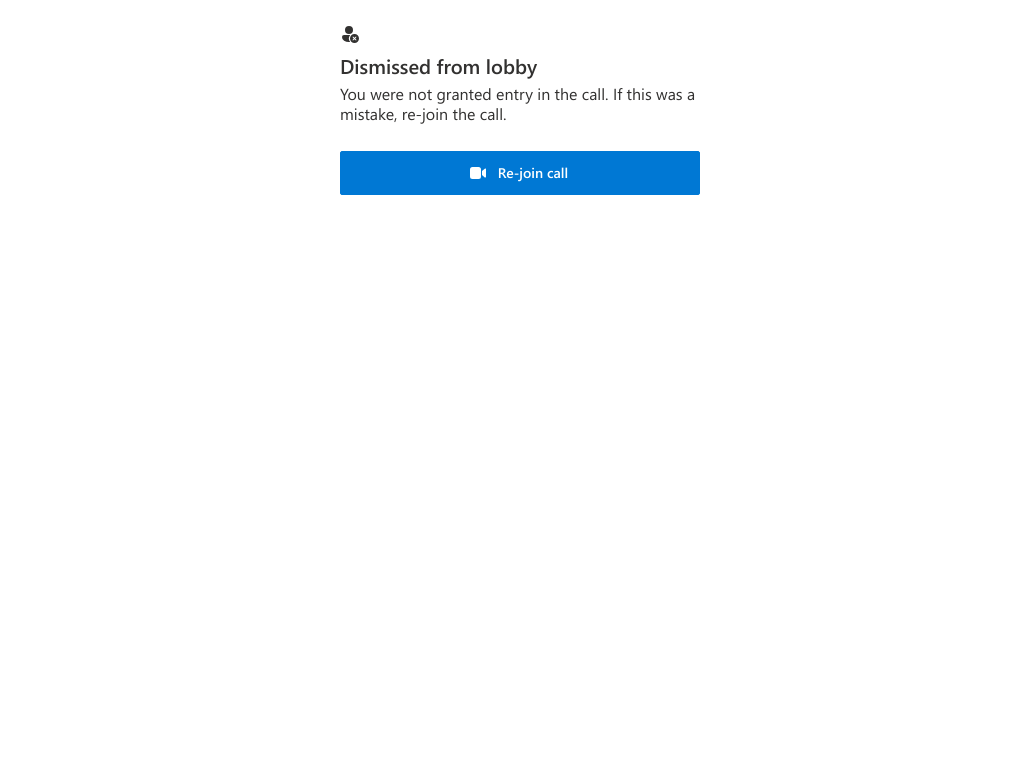 Dismissed from lobby
You were not granted entry in the call. If this was a
mistake, re-join the call.
Re-join call